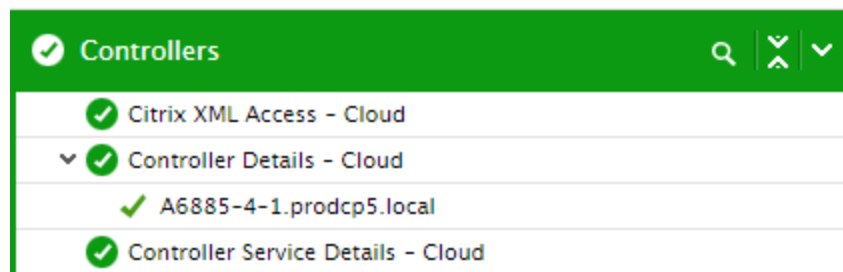 Controllers
Citrix XML Access - Cloud
Controller Details - Cloud
A6885-4-1.prodcp5.local
Controller Service Details - Cloud